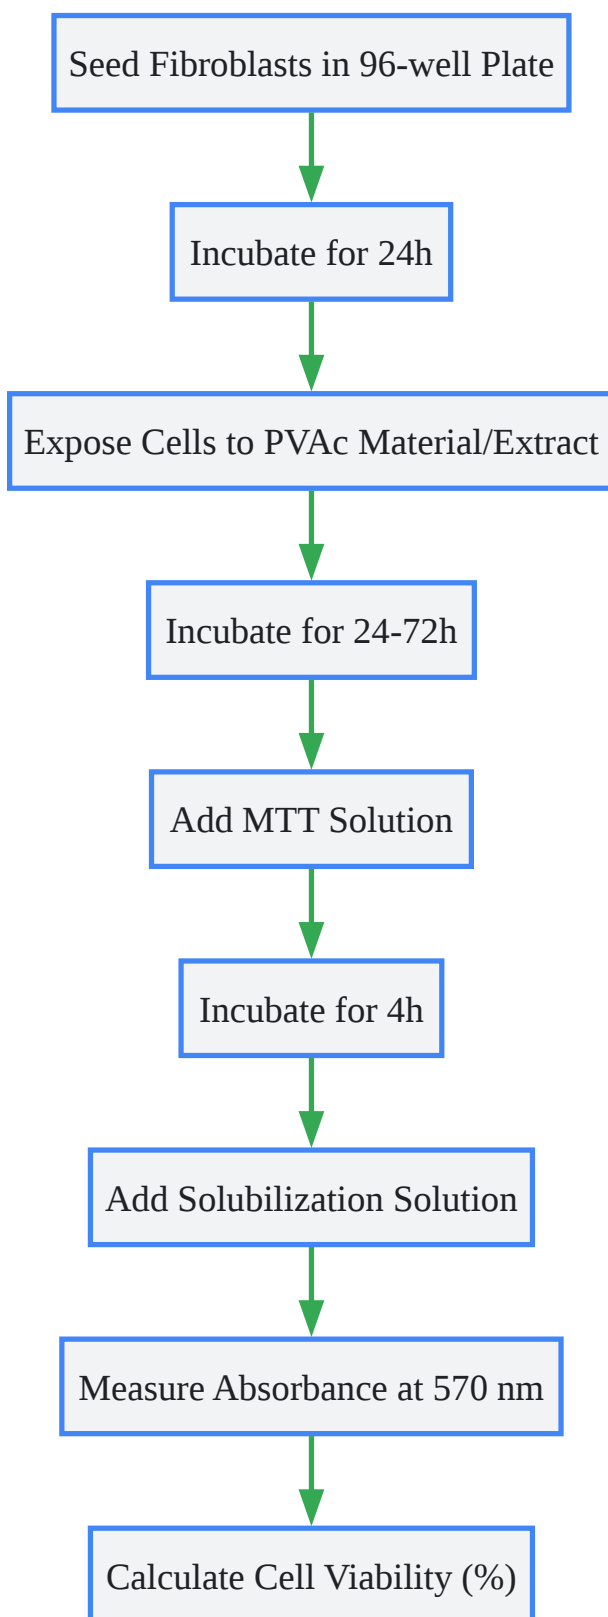 Seed Fibroblasts in 96-well Plate
Incubate for 24h
Expose Cells to PVAc Material/Extract
Incubate for 24-72h
Add MTT Solution
Incubate for 4h
Add Solubilization Solution
Measure Absorbance at 570 nm
Calculate Cell Viability (%)